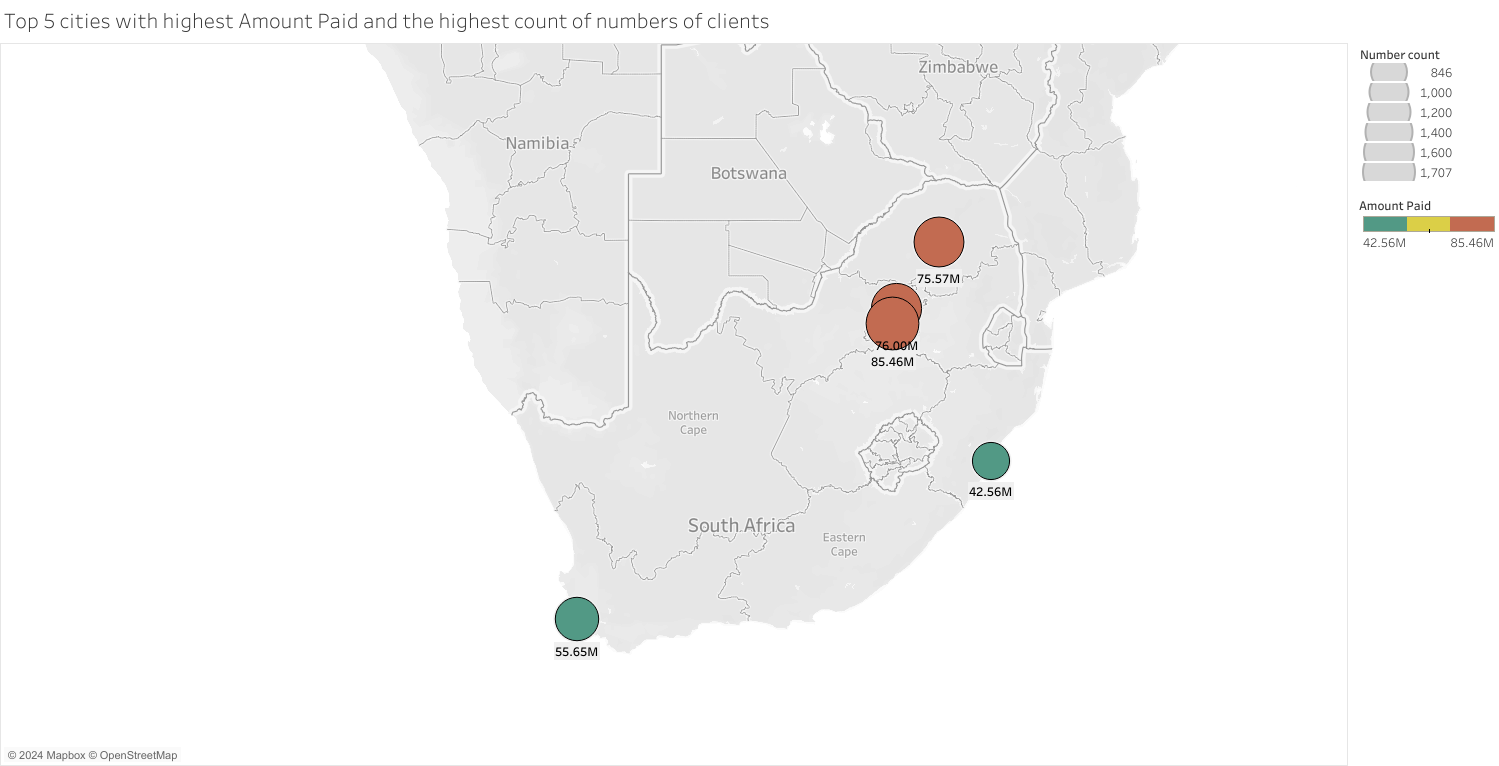 Top 5 cities with highest Amount Paid and the highest count of numbers of clients
Zimbabwe
Namibia
Botswana
75.57M
76.00M
85.46M
Northern
Cape
42.56M
South Africa
Eastern
Cape
55.65M
© 2024 Mapbox © OpenStreetMap
Number count
846
1,000
1,200
1,400
1,600
1,707
Amount Paid
42.56M 85.46M